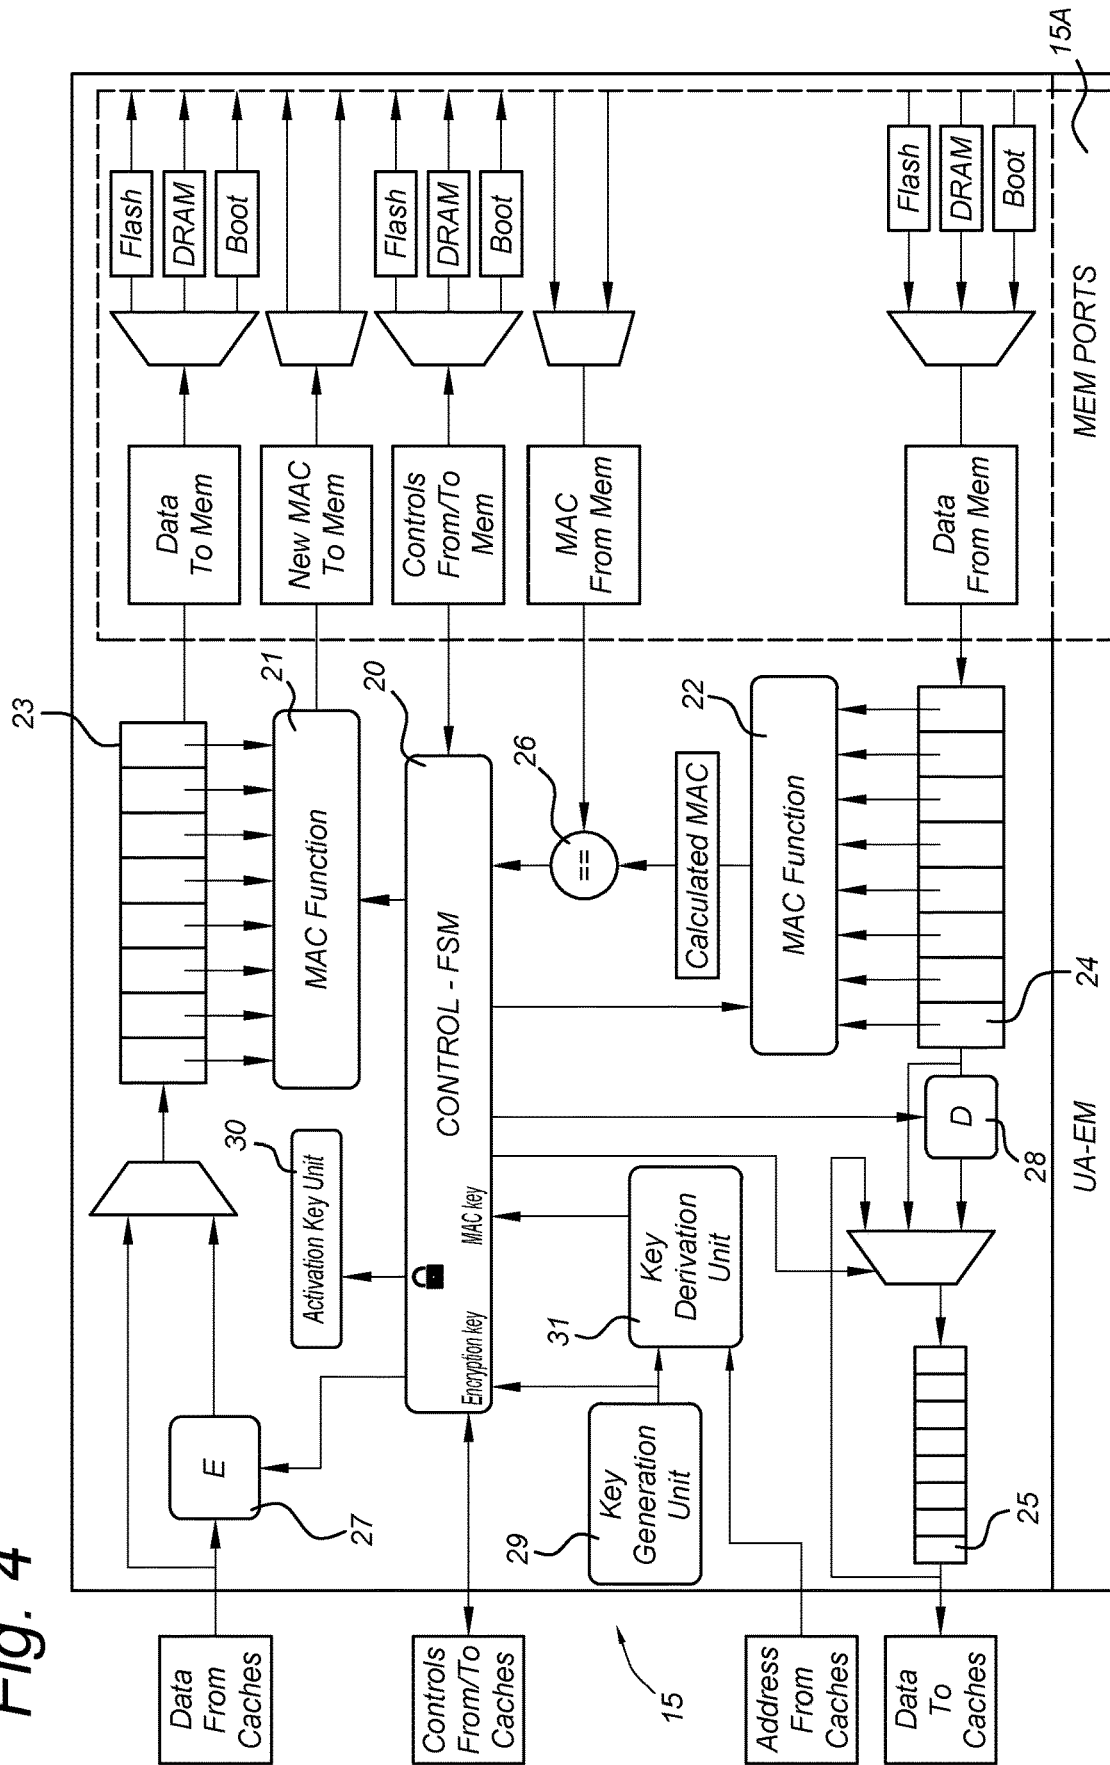 Fig. 4
15A
Data
From
Caches
Controls
From/To
Caches
Address
From
Caches
Data
To
Caches
15
E
27
23
MAC Function
21
Activation Key Unit
30
CONTROL - FSM
20
Encryption key
MAC key
Key
Generation
Unit
29
Key
Derivation
Unit
31
==
26
Calculated MAC
MAC Function
22
24
D
28
25
UA-EM
Data
To Mem
New MAC
To Mem
Controls
From/To
Mem
MAC
From Mem
Data
From Mem
Flash
DRAM
Boot
Flash
DRAM
Boot
Flash
DRAM
Boot
MEM PORTS